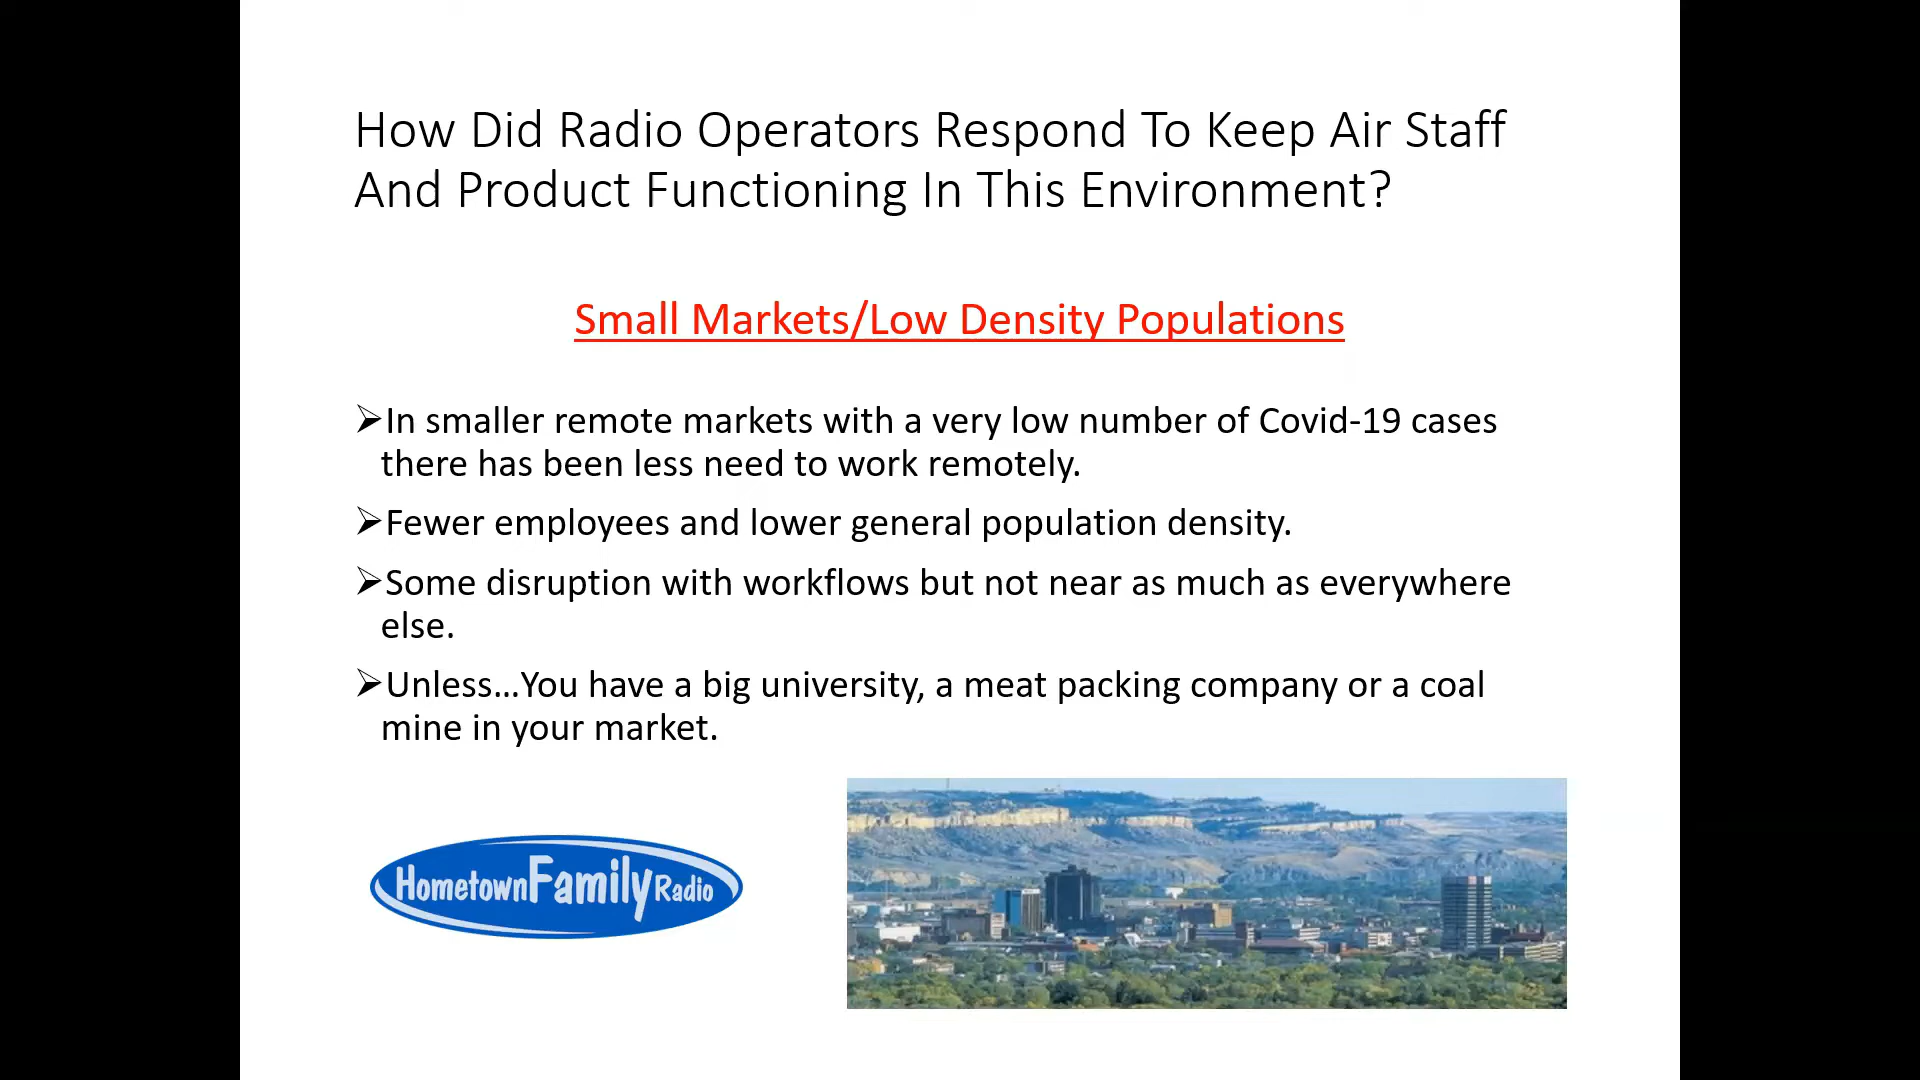 How Did Radio Operators Respond To Keep Air Staff
And Product Functioning In This Environment?
Small Markets/Low Density Populations
➢In smaller remote markets with a very low number of Covid-19 cases
there has been less need to work remotely.
➢Fewer employees and lower general population density.
➢Some disruption with workflows but not near as much as everywhere
else.
➢Unless…You have a big university, a meat packing company or a coal
mine in your market.
HometownFamilyRadio